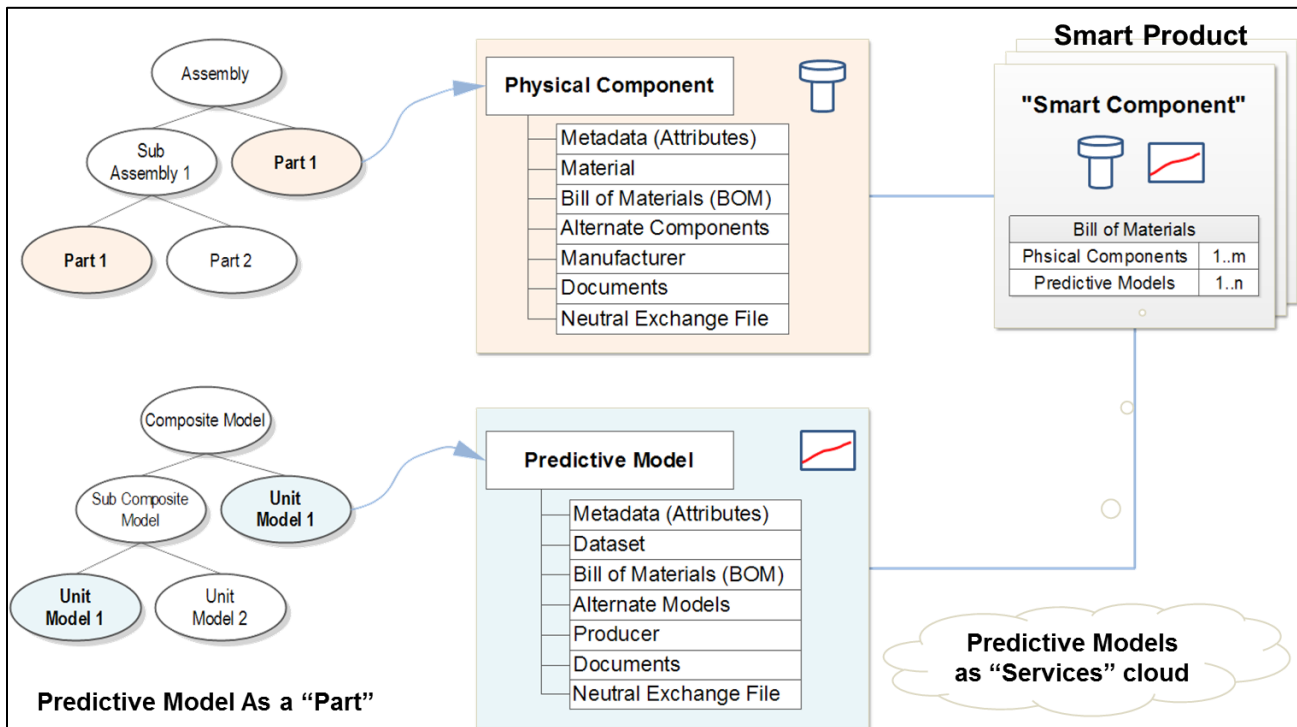 Assembly
Sub
Assembly 1
Part 1
Part 1
Part 2
Physical Component
Metadata (Attributes)
Material
Bill of Materials (BOM)
Alternate Components
Manufacturer
Documents
Neutral Exchange File
Smart Product
"Smart Component"
Bill of Materials
Phsical Components 1..m
Predictive Models 1..n
Composite Model
Sub Composite
Model
Unit
Model 1
Unit
Model 1
Unit
Model 2
Predictive Model
Metadata (Attributes)
Dataset
Bill of Materials (BOM)
Alternate Models
Producer
Documents
Neutral Exchange File
Predictive Models
as “Services” cloud
Predictive Model As a “Part”